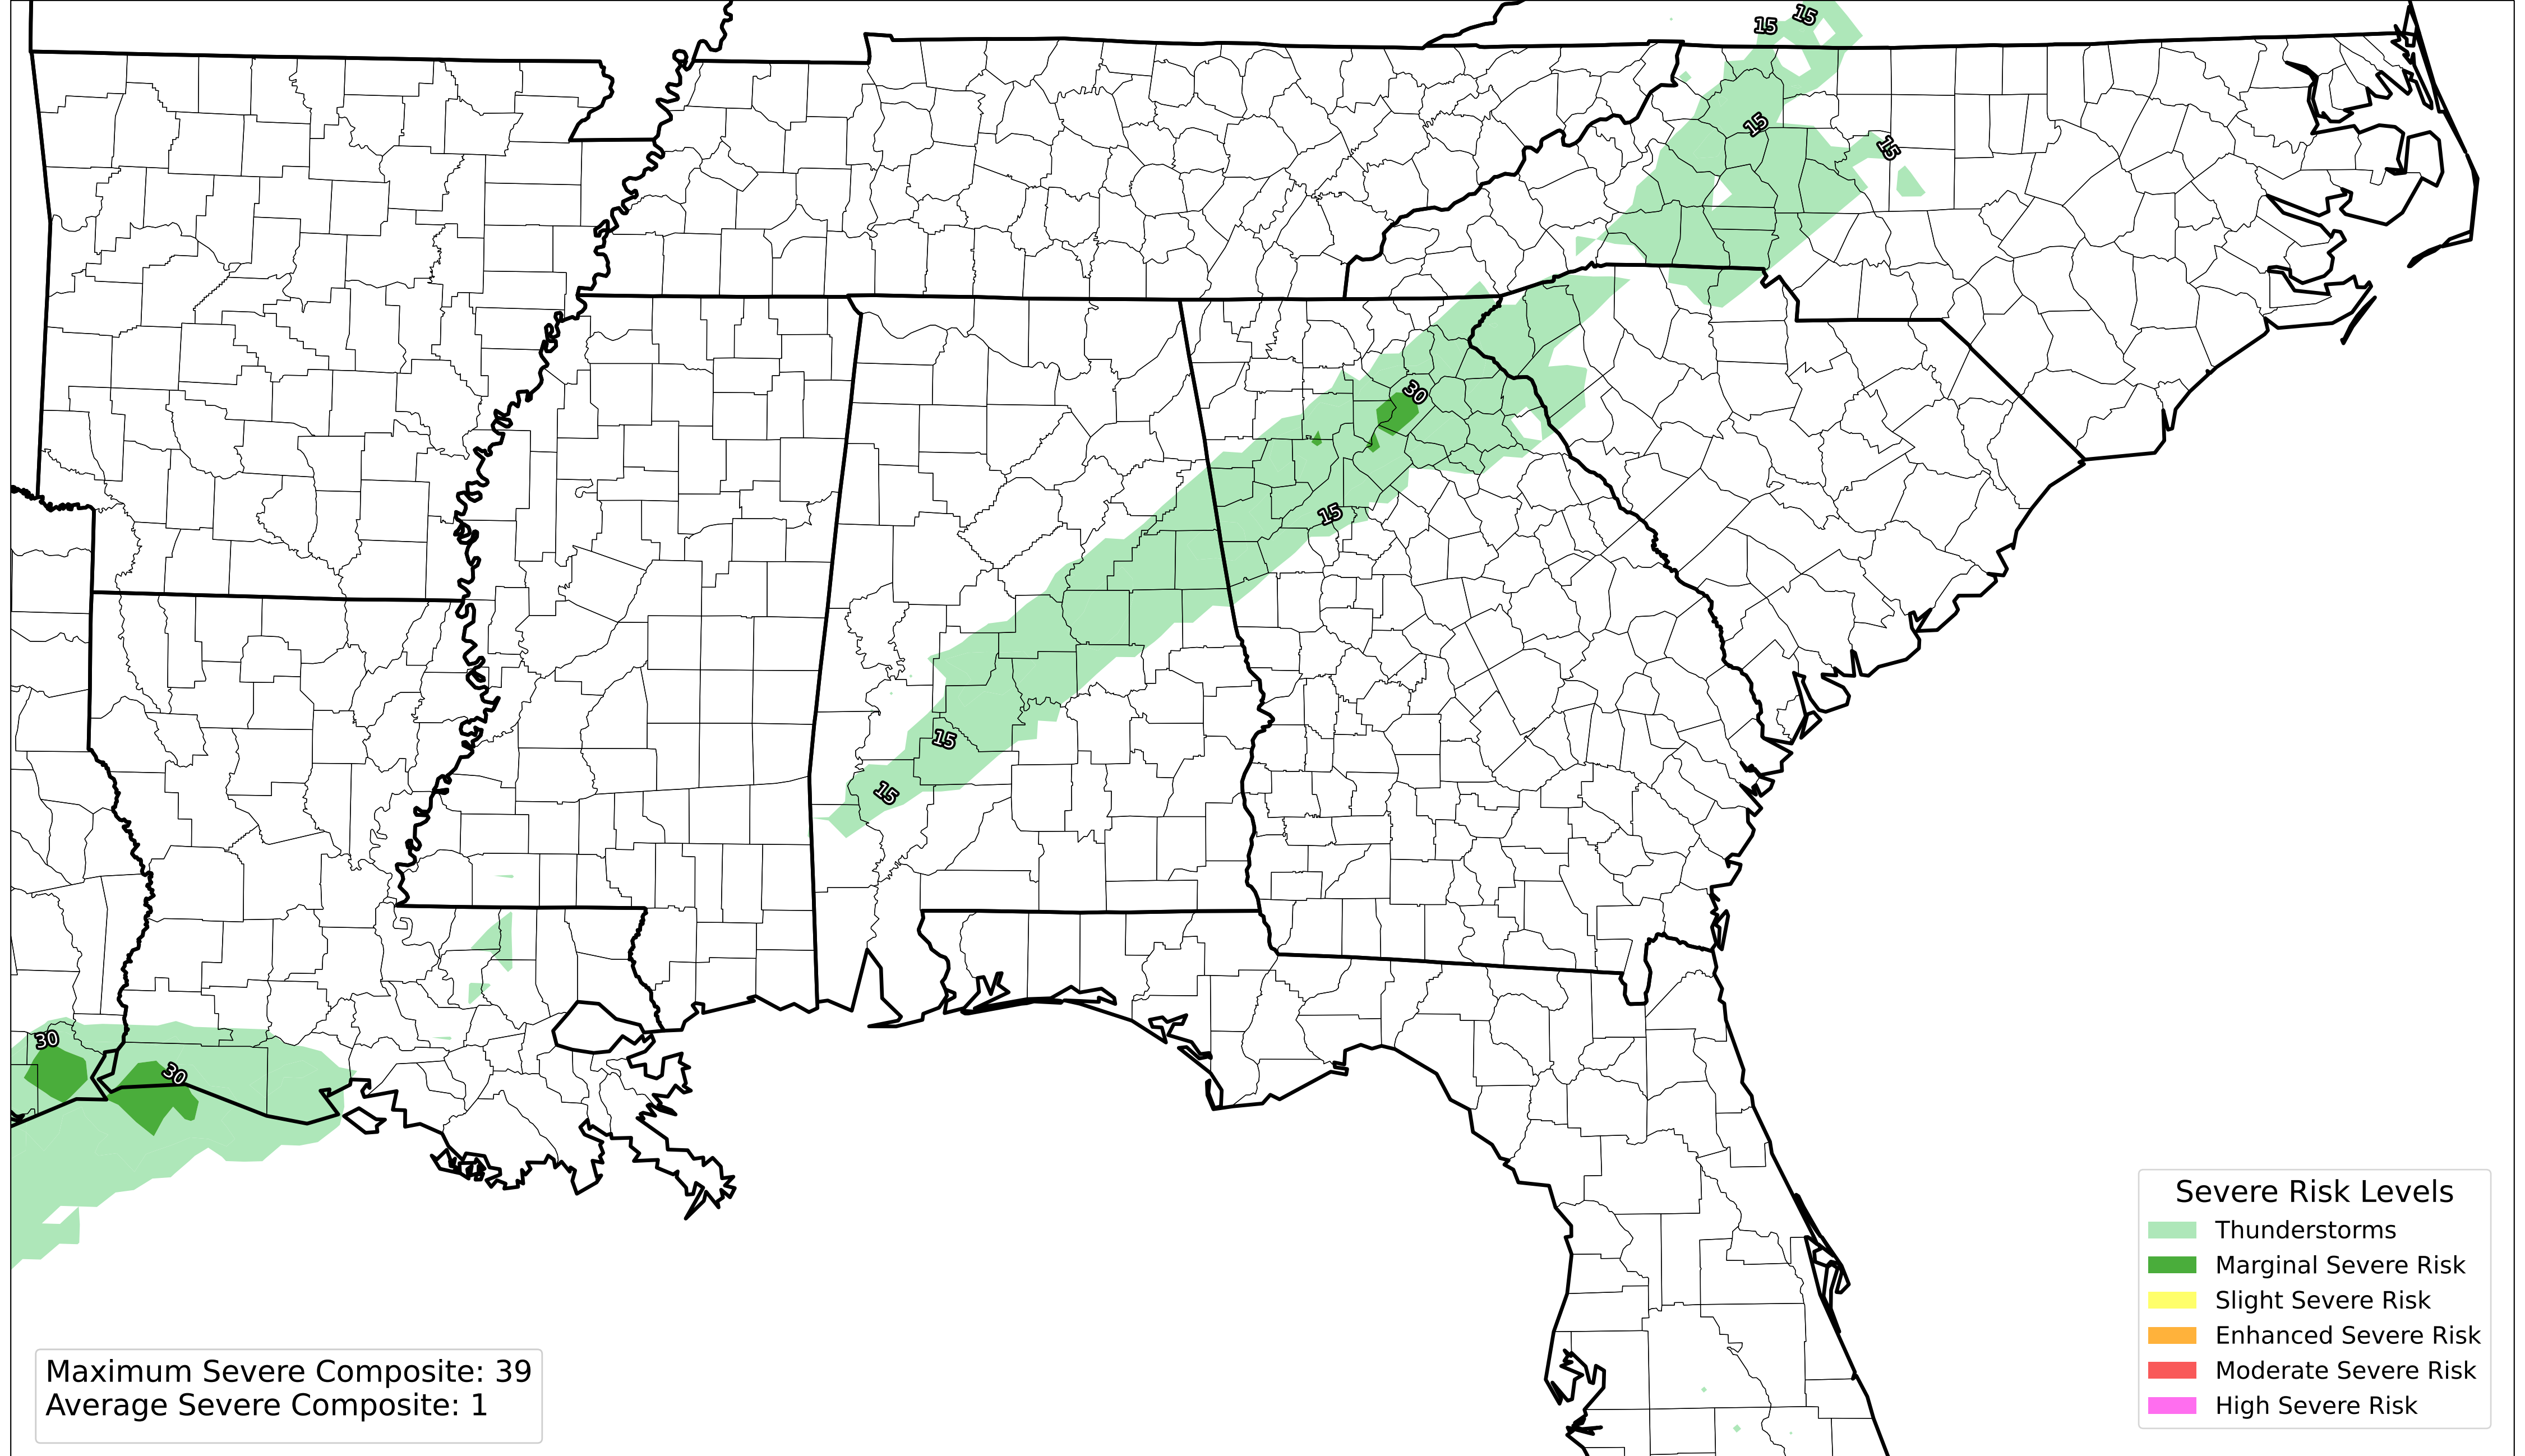 15
15
15
15
30
15
15
15
30
30
Severe Risk Levels
Thunderstorms
Marginal Severe Risk
Slight Severe Risk
Enhanced Severe Risk
Moderate Severe Risk
High Severe Risk
Maximum Severe Composite: 39
Average Severe Composite: 1